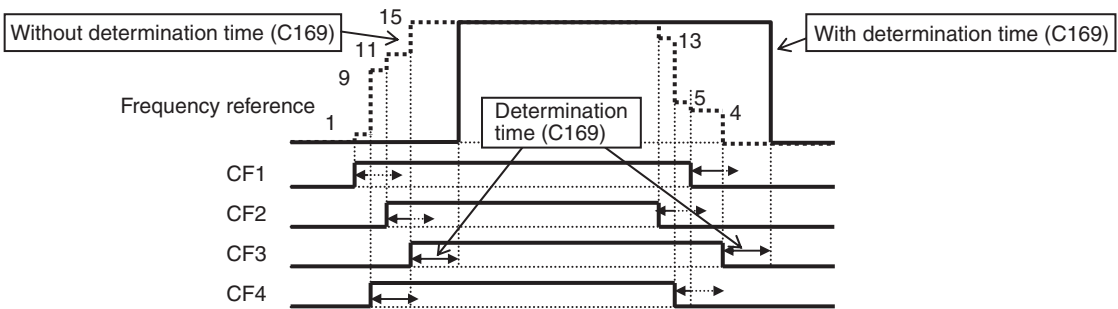 Without determination time (C169)
15
11
9
1
Frequency reference
Determination
time (C169)
13
5
4
With determination time (C169)
CF1
CF2
CF3
CF4